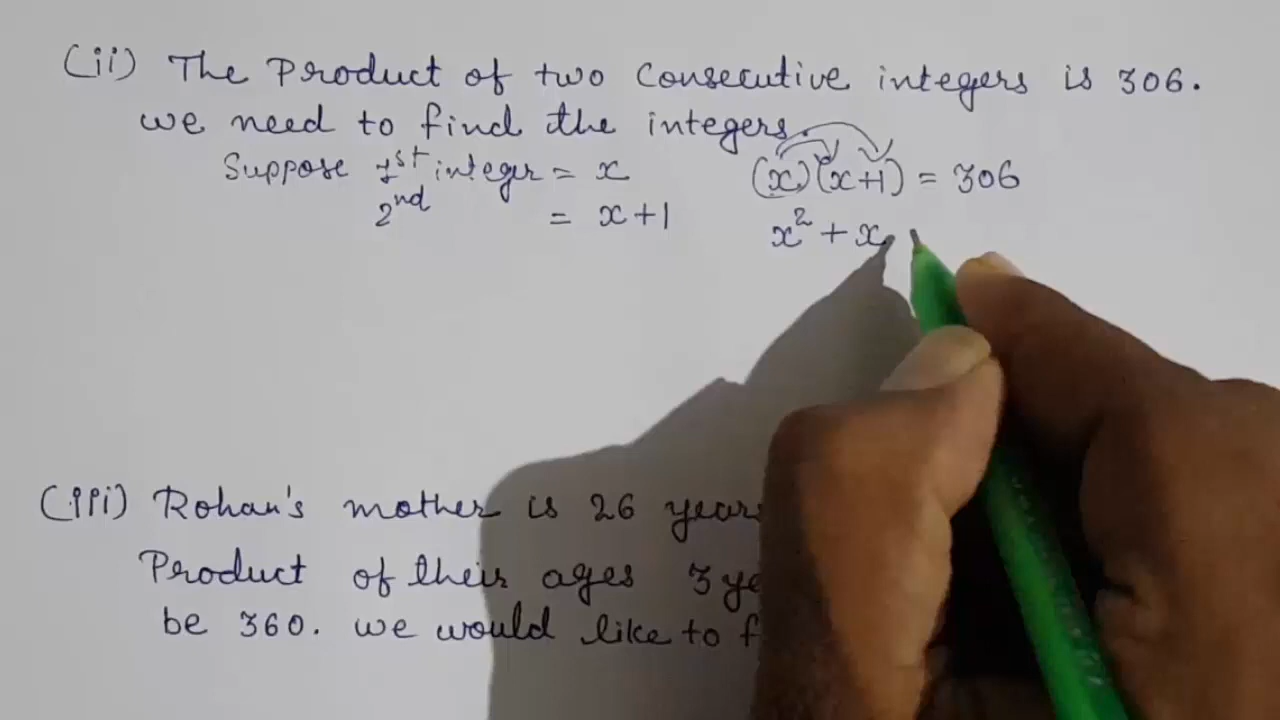 (ii) The Product of two Consecutive integers is 306.
we need to find the integers.
Suppose 1st integer = x
2nd = x+1
(x)(x+1) = 306
x² + x
(iii) Rohan's mother is 26 years
Product of their ages 3
be 360. we would like to